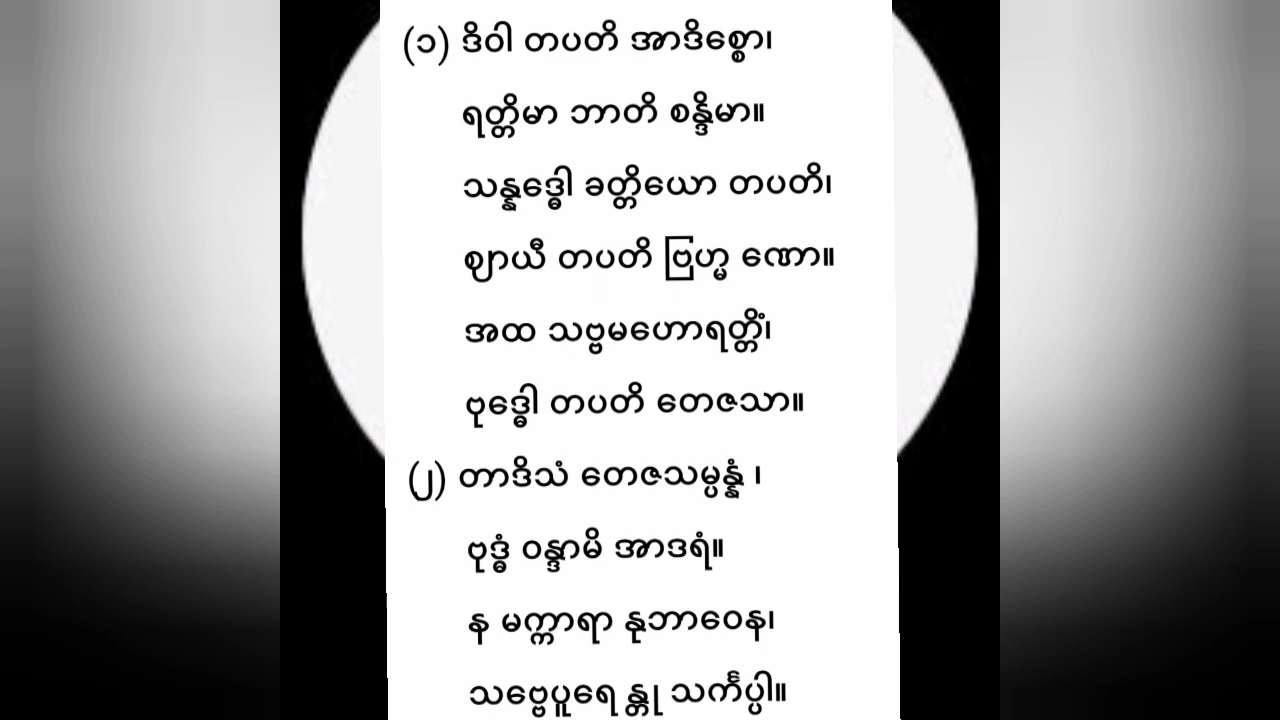 (၁) ဒိဝါ တပတိ အာဒိစ္စော၊
ရတ္တိမာ ဘာတိ စန္ဒိမာ။
သန္နဒ္ဓေါ ခတ္တိယော တပတိ၊
ဈာယီ တပတိ ဗြဟ္မ ဏော။
အထ သဗ္ဗမဟောရတ္တိံ၊
ဗုဒ္ဓေါ တပတိ တေဇသာ။
(၂) တာဒိသံ တေဇသမ္ပန္နံ ၊
ဗုဒ္ဓံ ဝန္ဒာမိ အာဒရံ။
န မက္ကာရာ နုဘာဝေန၊
သဗ္ဗေပူရေ န္တု သင်္ကပ္ပါ။